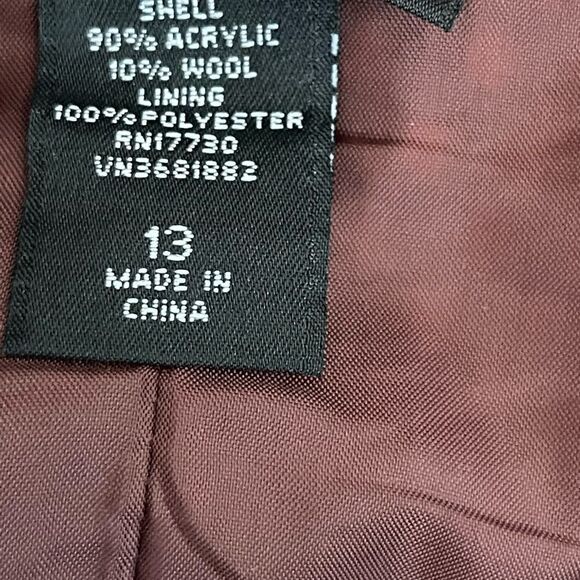 SHELL
90% ACRYLIC
10% WOOL
LINING
100% POLYESTER
RN17730
VN3681882
13
MADE IN
CHINA